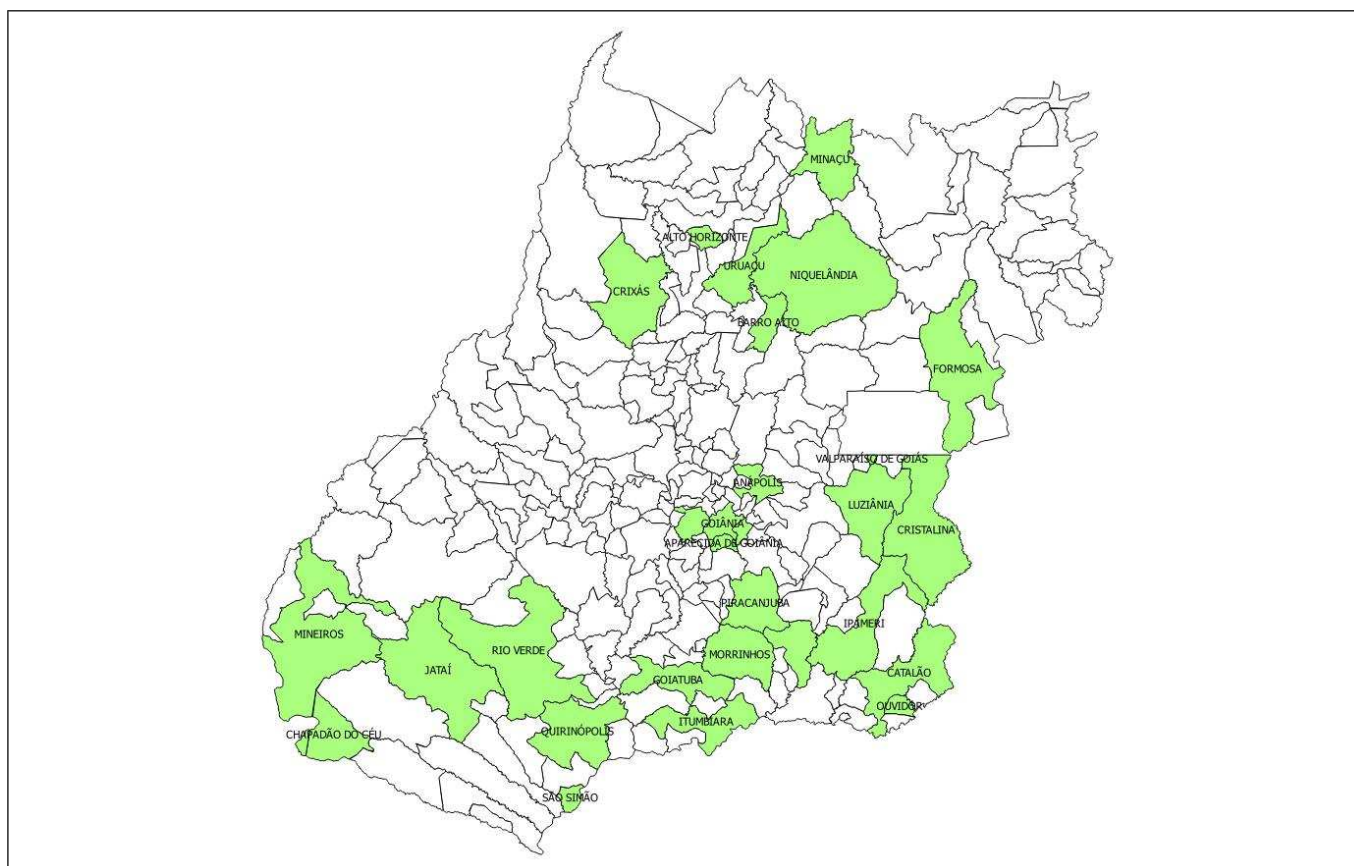 MINAÇU
ALTO HORIZONTE
URUAÇU
NIQUELÂNDIA
CRIXÁS
BARRO ALTO
FORMOSA
VALPARAÍSO DE GOIÁS
ANÁPOLIS
LUZIÂNIA
GOIÂNIA
CRISTALINA
APARECIDA DE GOIÂNIA
PIRACANJUBA
IPAMERI
MINEIROS
RIO VERDE
MORRINHOS
JATAÍ
CATALÃO
GOIATUBA
OUVIDOR
ITUMBIARA
QUIRINÓPOLIS
CHAPADÃO DO CÉU
SÃO SIMÃO